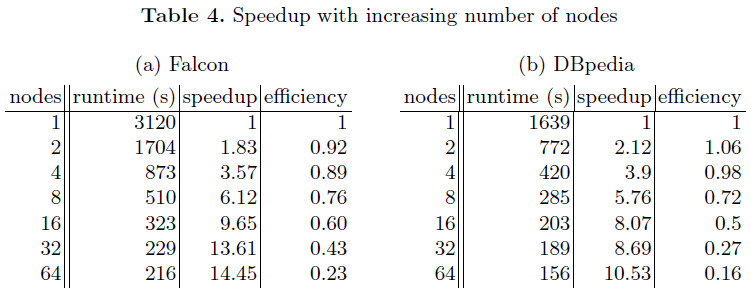 Table 4. Speedup with increasing number of nodes
(a) Falcon
nodes runtime (s) speedup efficiency
1 3120 1 1
2 1704 1.83 0.92
4 873 3.57 0.89
8 510 6.12 0.76
16 323 9.65 0.60
32 229 13.61 0.43
64 216 14.45 0.23
(b) DBpedia
nodes runtime (s) speedup efficiency
1 1639 1 1
2 772 2.12 1.06
4 420 3.9 0.98
8 285 5.76 0.72
16 203 8.07 0.5
32 189 8.69 0.27
64 156 10.53 0.16